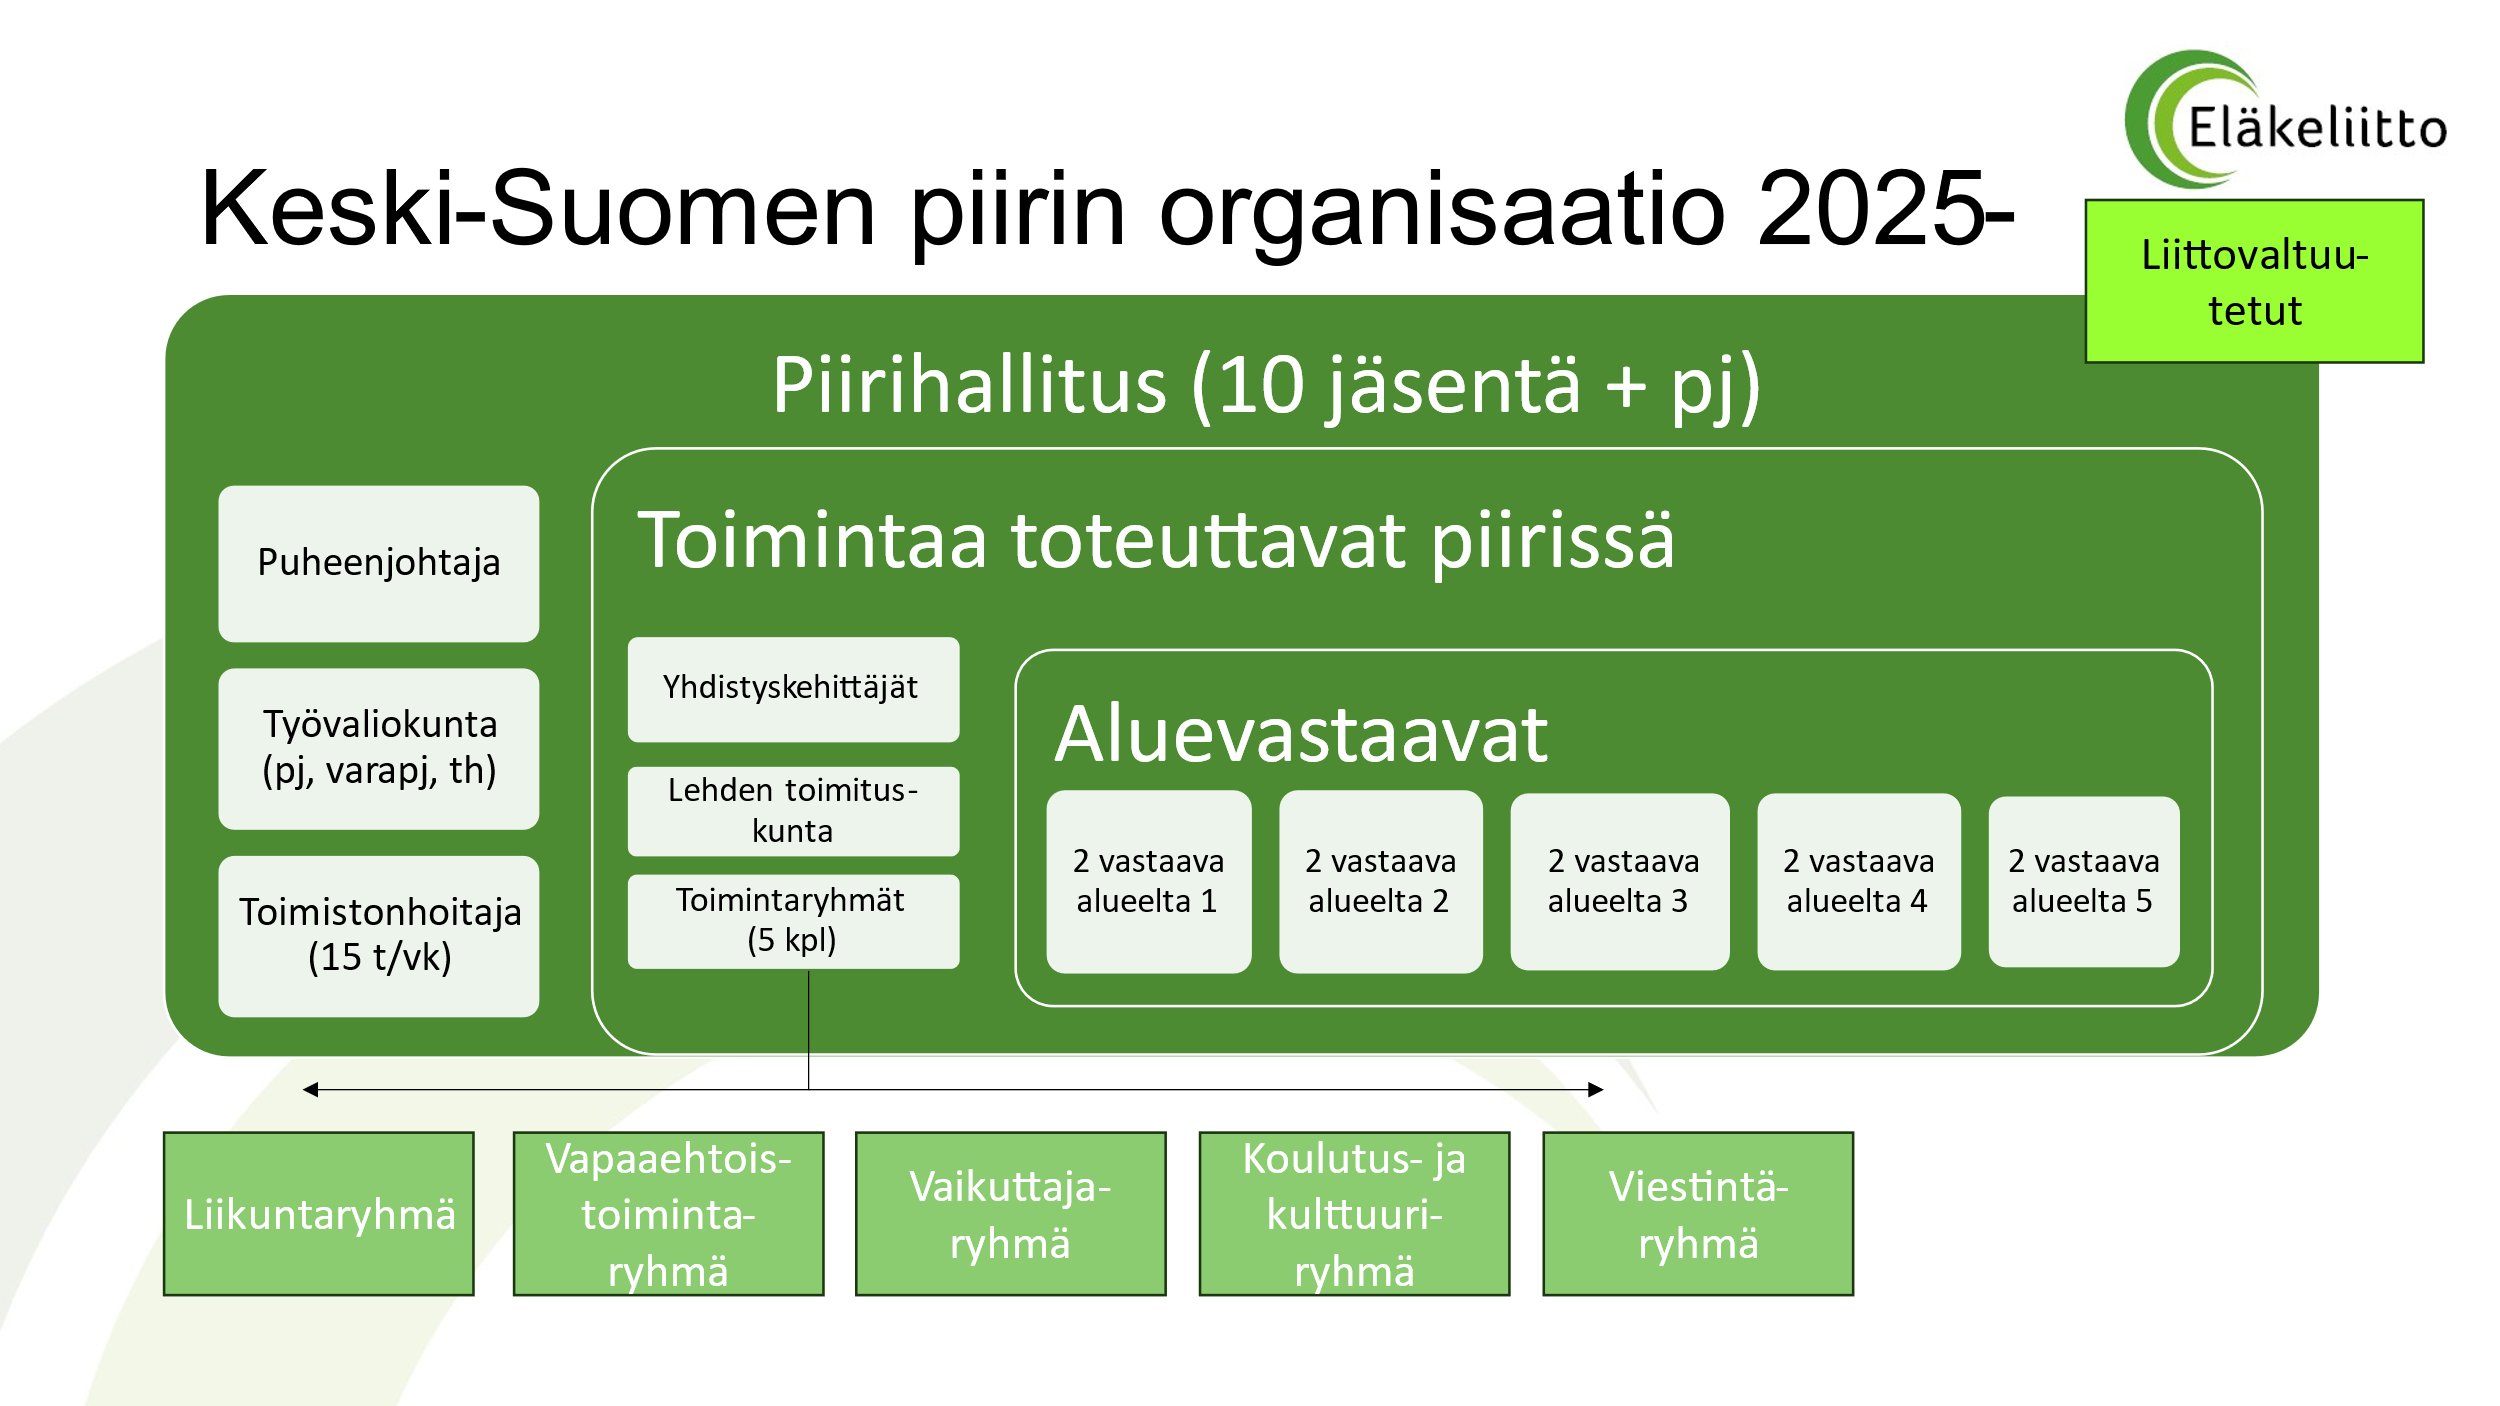 Eläkeliitto
Keski-Suomen piirin organisaatio 2025-
Liittovaltuu-
tetut
Piirihallitus (10 jäsentä + pj)
Puheenjohtaja
Työvaliokunta
(pj, varapj, th)
Toimistonhoitaja
(15 t/vk)
Toimintaa toteuttavat piirissä
Yhdistyskehittäjät
Lehden toimitus-
kunta
Toimintaryhmät
(5 kpl)
Aluevastaavat
2 vastaava
alueelta 1
2 vastaava
alueelta 2
2 vastaava
alueelta 3
2 vastaava
alueelta 4
2 vastaava
alueelta 5
Liikuntaryhmä
Vapaaehtois-
toiminta-
ryhmä
Vaikuttaja-
ryhmä
Koulutus- ja
kulttuuri-
ryhmä
Viestintä-
ryhmä